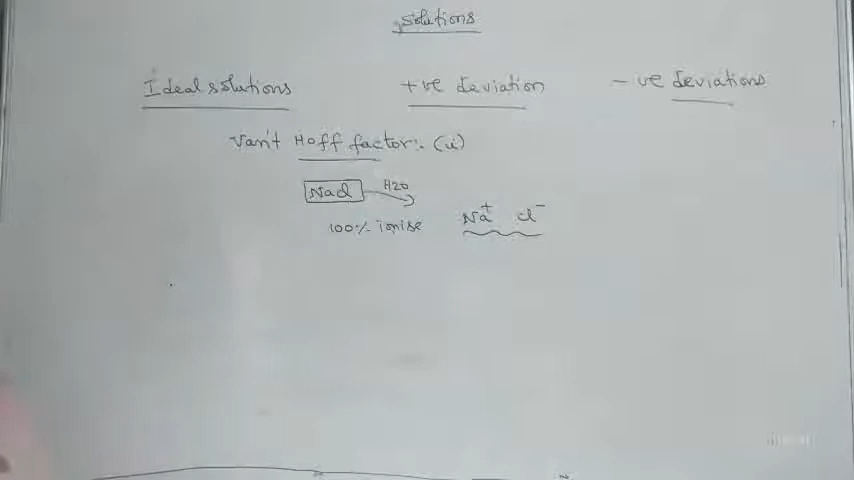 Solutions
Ideal solutions +ve deviation -ve deviations
Van't Hoff factor:- (i)
NaCl H2O
100% ionise Na+ Cl-